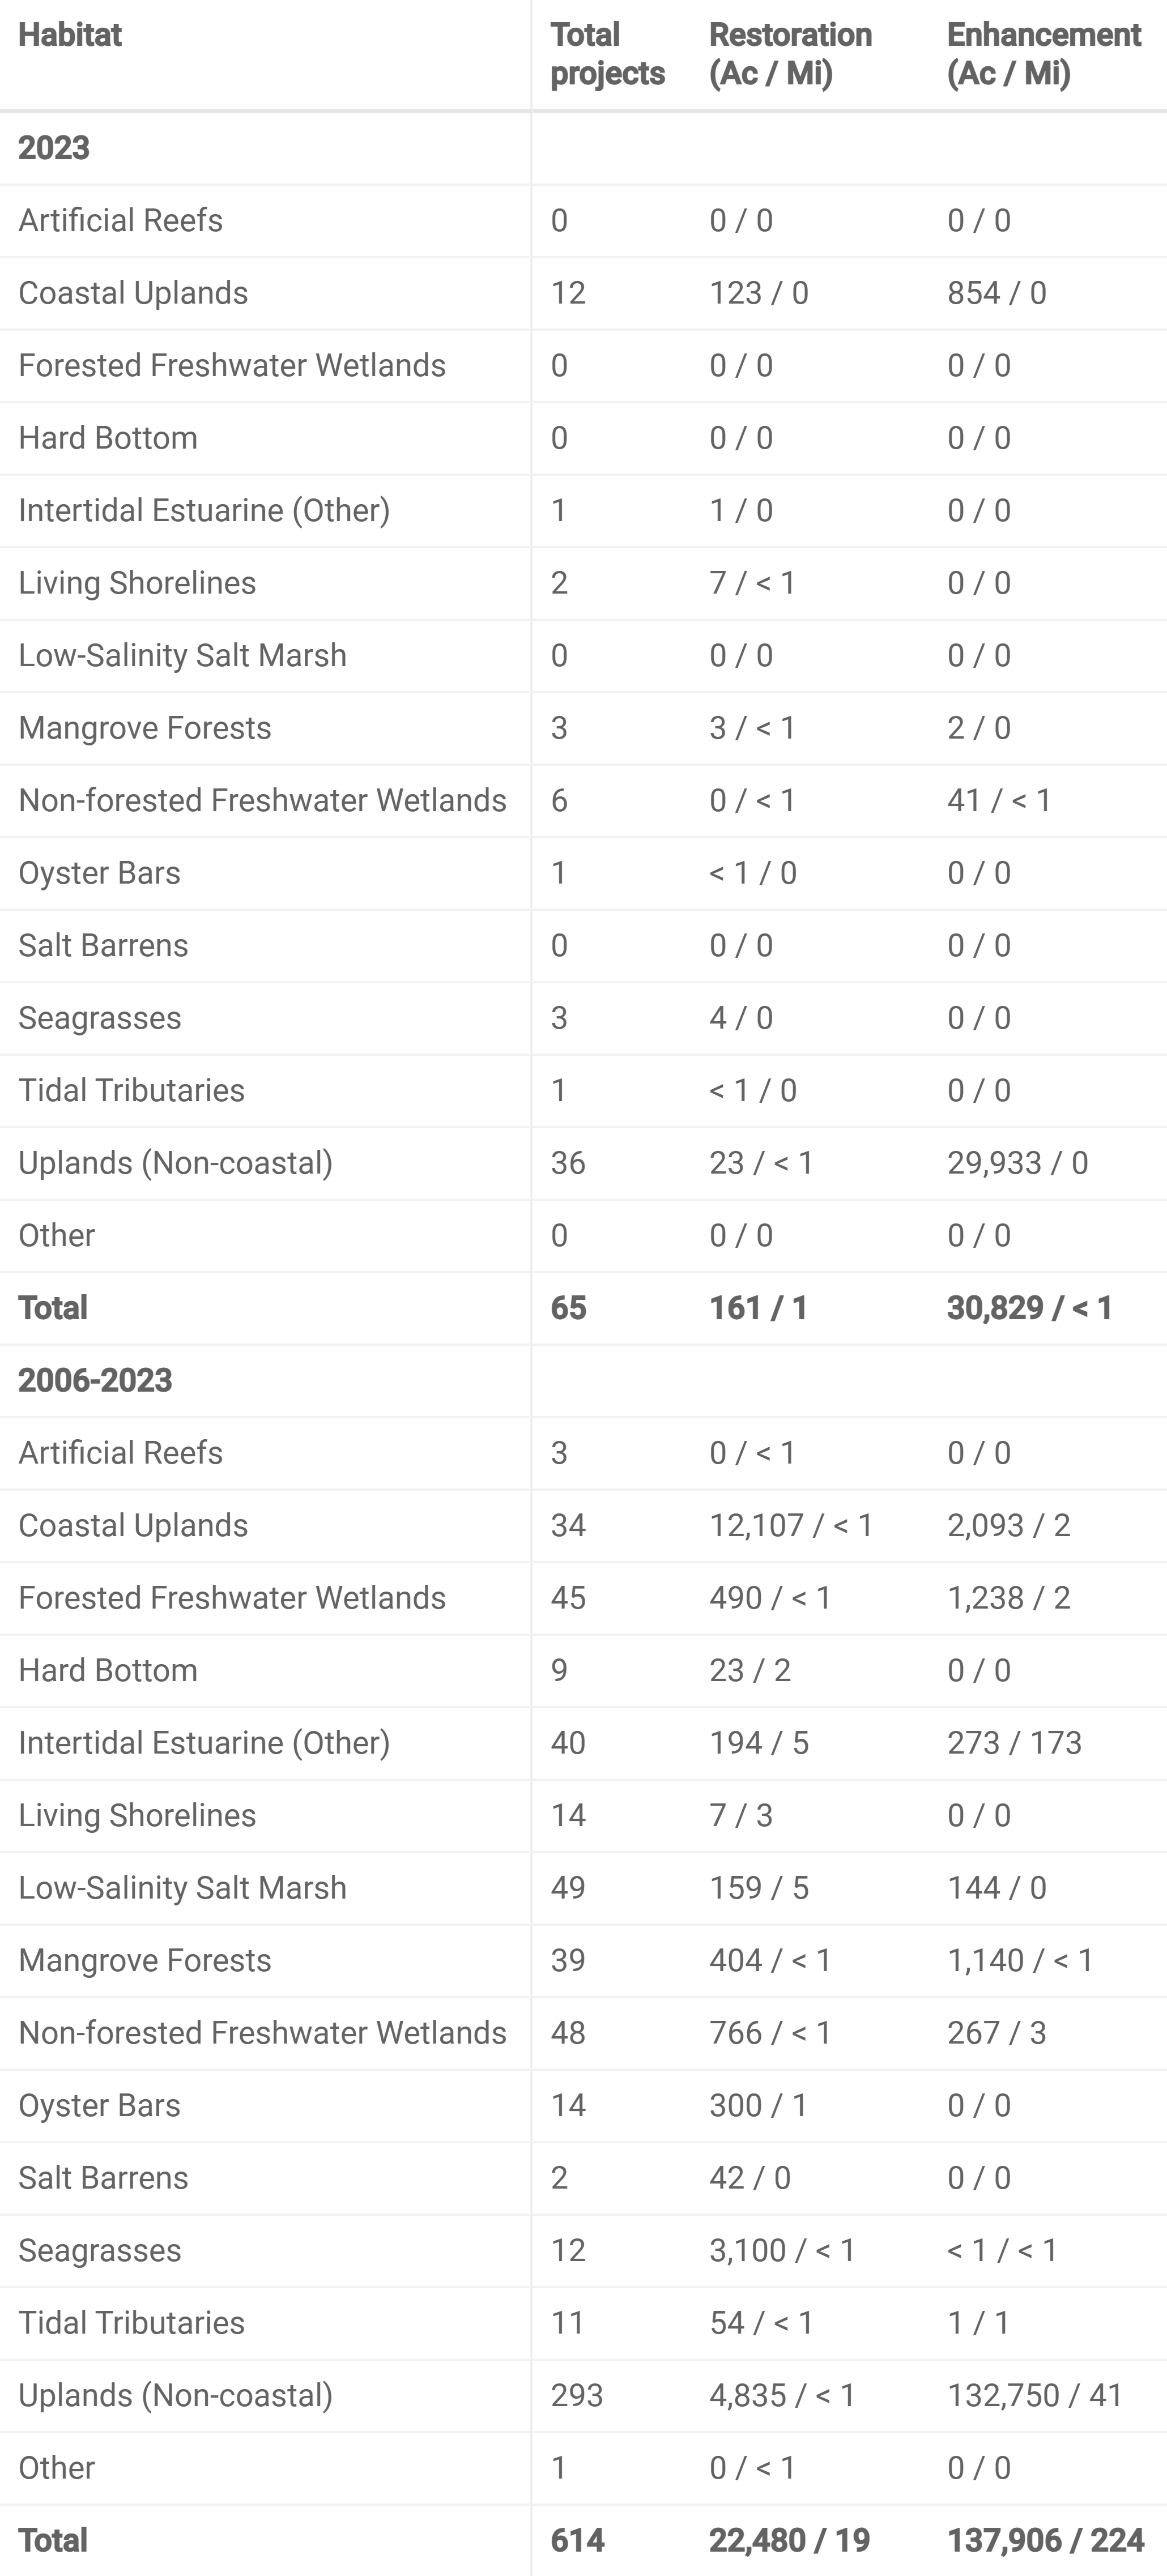 Habitat Total projects Restoration (Ac / Mi) Enhancement (Ac / Mi)
2023
Artificial Reefs 0 0 / 0 0 / 0
Coastal Uplands 12 123 / 0 854 / 0
Forested Freshwater Wetlands 0 0 / 0 0 / 0
Hard Bottom 0 0 / 0 0 / 0
Intertidal Estuarine (Other) 1 1 / 0 0 / 0
Living Shorelines 2 7 / < 1 0 / 0
Low-Salinity Salt Marsh 0 0 / 0 0 / 0
Mangrove Forests 3 3 / < 1 2 / 0
Non-forested Freshwater Wetlands 6 0 / < 1 41 / < 1
Oyster Bars 1 < 1 / 0 0 / 0
Salt Barrens 0 0 / 0 0 / 0
Seagrasses 3 4 / 0 0 / 0
Tidal Tributaries 1 < 1 / 0 0 / 0
Uplands (Non-coastal) 36 23 / < 1 29,933 / 0
Other 0 0 / 0 0 / 0
Total 65 161 / 1 30,829 / < 1
2006-2023
Artificial Reefs 3 0 / < 1 0 / 0
Coastal Uplands 34 12,107 / < 1 2,093 / 2
Forested Freshwater Wetlands 45 490 / < 1 1,238 / 2
Hard Bottom 9 23 / 2 0 / 0
Intertidal Estuarine (Other) 40 194 / 5 273 / 173
Living Shorelines 14 7 / 3 0 / 0
Low-Salinity Salt Marsh 49 159 / 5 144 / 0
Mangrove Forests 39 404 / < 1 1,140 / < 1
Non-forested Freshwater Wetlands 48 766 / < 1 267 / 3
Oyster Bars 14 300 / 1 0 / 0
Salt Barrens 2 42 / 0 0 / 0
Seagrasses 12 3,100 / < 1 < 1 / < 1
Tidal Tributaries 11 54 / < 1 1 / 1
Uplands (Non-coastal) 293 4,835 / < 1 132,750 / 41
Other 1 0 / < 1 0 / 0
Total 614 22,480 / 19 137,906 / 224